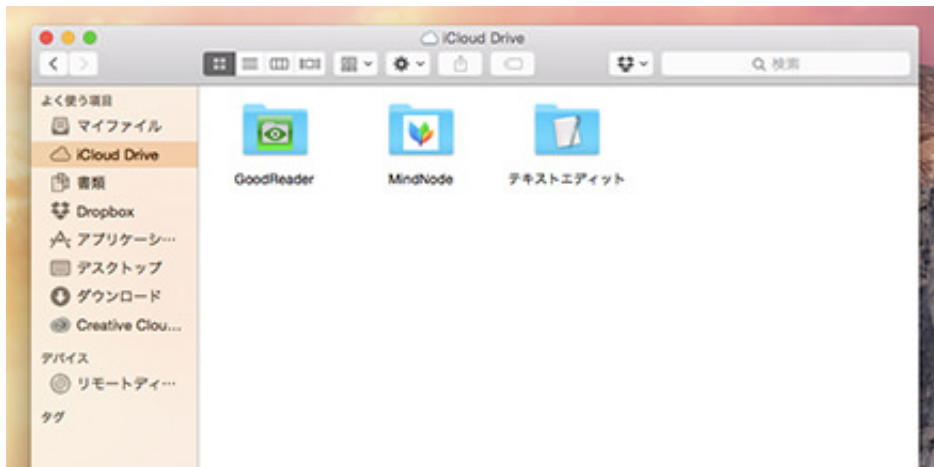 iCloud Drive
検索
よく使う項目
マイファイル
iCloud Drive
書類
Dropbox
アプリケーシ…
デスクトップ
ダウンロード
Creative Clou...
デバイス
リモートディ…
タグ
GoodReader
MindNode
テキストエディット